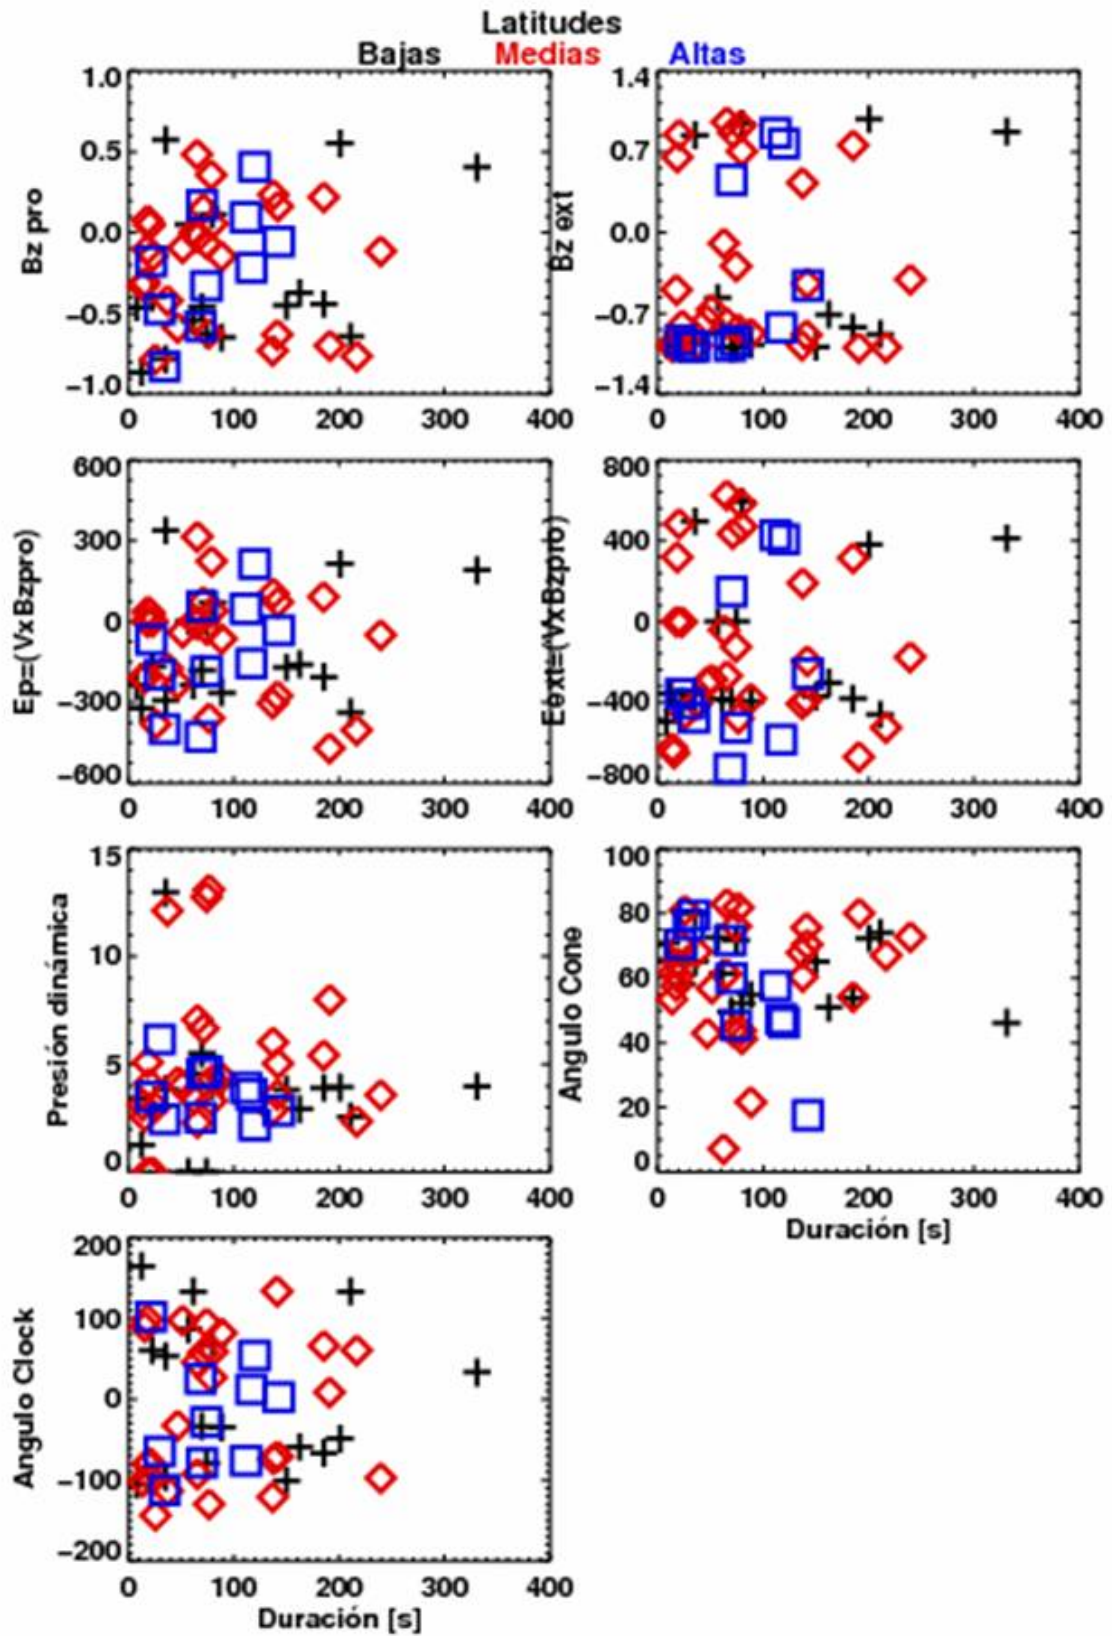 Latitudes
Bajas Medias Altas
1.0
0.5
0.0
−0.5
−1.0
Bz pro
0 100 200 300 400
1.4
0.7
0.0
−0.7
−1.4
Bz ext
0 100 200 300 400
600
300
0
−300
−600
Ep=(VxBzpro)
0 100 200 300 400
800
400
0
−400
−800
0 100 200 300 400
15
10
5
0
Presión dinámica
0 100 200 300 400
100
80
60
40
20
0
Angulo Cone
0 100 200 300 400
Duración [s]
200
100
0
−100
−200
Angulo Clock
0 100 200 300 400
Duración [s]